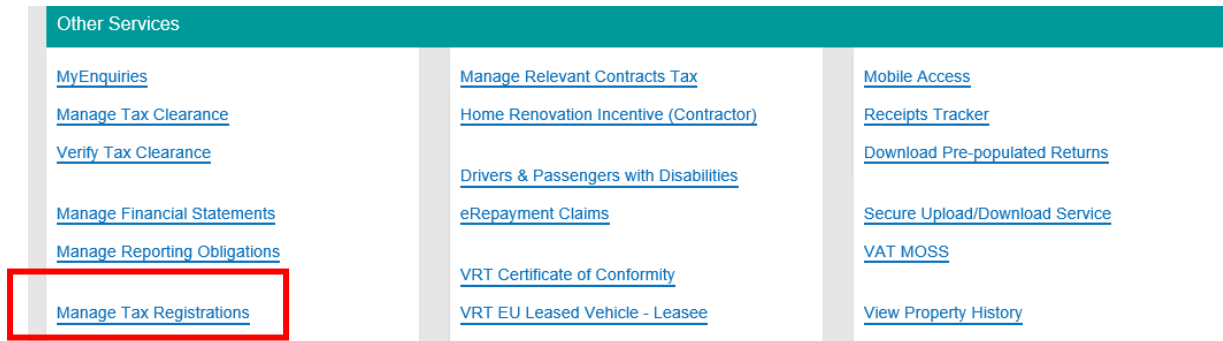 Other Services
MyEnquiries
Manage Tax Clearance
Verify Tax Clearance
Manage Financial Statements
Manage Reporting Obligations
Manage Tax Registrations
Manage Relevant Contracts Tax
Home Renovation Incentive (Contractor)
Drivers & Passengers with Disabilities
eRepayment Claims
VRT Certificate of Conformity
VRT EU Leased Vehicle - Leasee
Mobile Access
Receipts Tracker
Download Pre-populated Returns
Secure Upload/Download Service
VAT MOSS
View Property History